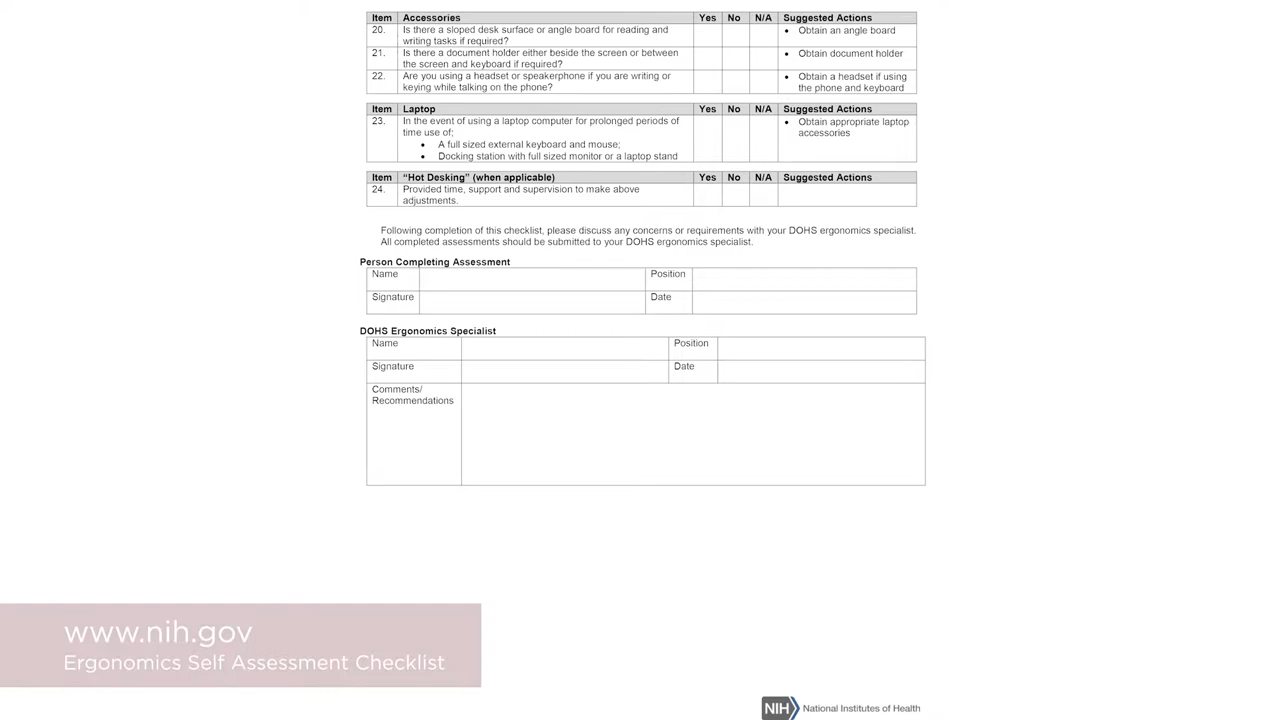 Item Accessories Yes No N/A Suggested Actions
20. Is there a sloped desk surface or angle board for reading and
writing tasks if required?
• Obtain an angle board
21. Is there a document holder either beside the screen or between
the screen and keyboard if required?
• Obtain document holder
22. Are you using a headset or speakerphone if you are writing or
keying while talking on the phone?
• Obtain a headset if using
the phone and keyboard
Item Laptop Yes No N/A Suggested Actions
23. In the event of using a laptop computer for prolonged periods of
time use of;
• A full sized external keyboard and mouse;
• Docking station with full sized monitor or a laptop stand
• Obtain appropriate laptop
accessories
Item "Hot Desking" (when applicable) Yes No N/A Suggested Actions
24. Provided time, support and supervision to make above
adjustments.
Following completion of this checklist, please discuss any concerns or requirements with your DOHS ergonomics specialist.
All completed assessments should be submitted to your DOHS ergonomics specialist.
Person Completing Assessment
Name Position
Signature Date
DOHS Ergonomics Specialist
Name Position
Signature Date
Comments/
Recommendations
www.nih.gov
Ergonomics Self Assessment Checklist
NIH National Institutes of Health